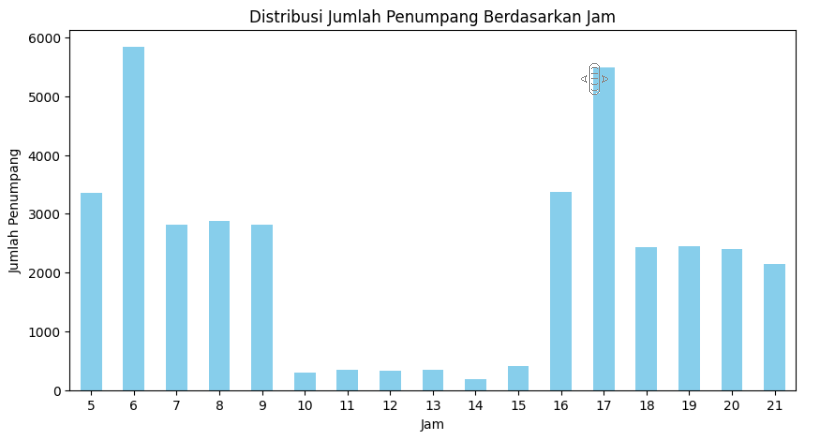 Distribusi Jumlah Penumpang Berdasarkan Jam
6000
5000
4000
3000
2000
1000
0
Jumlah Penumpang
5 6 7 8 9 10 11 12 13 14 15 16 17 18 19 20 21
Jam